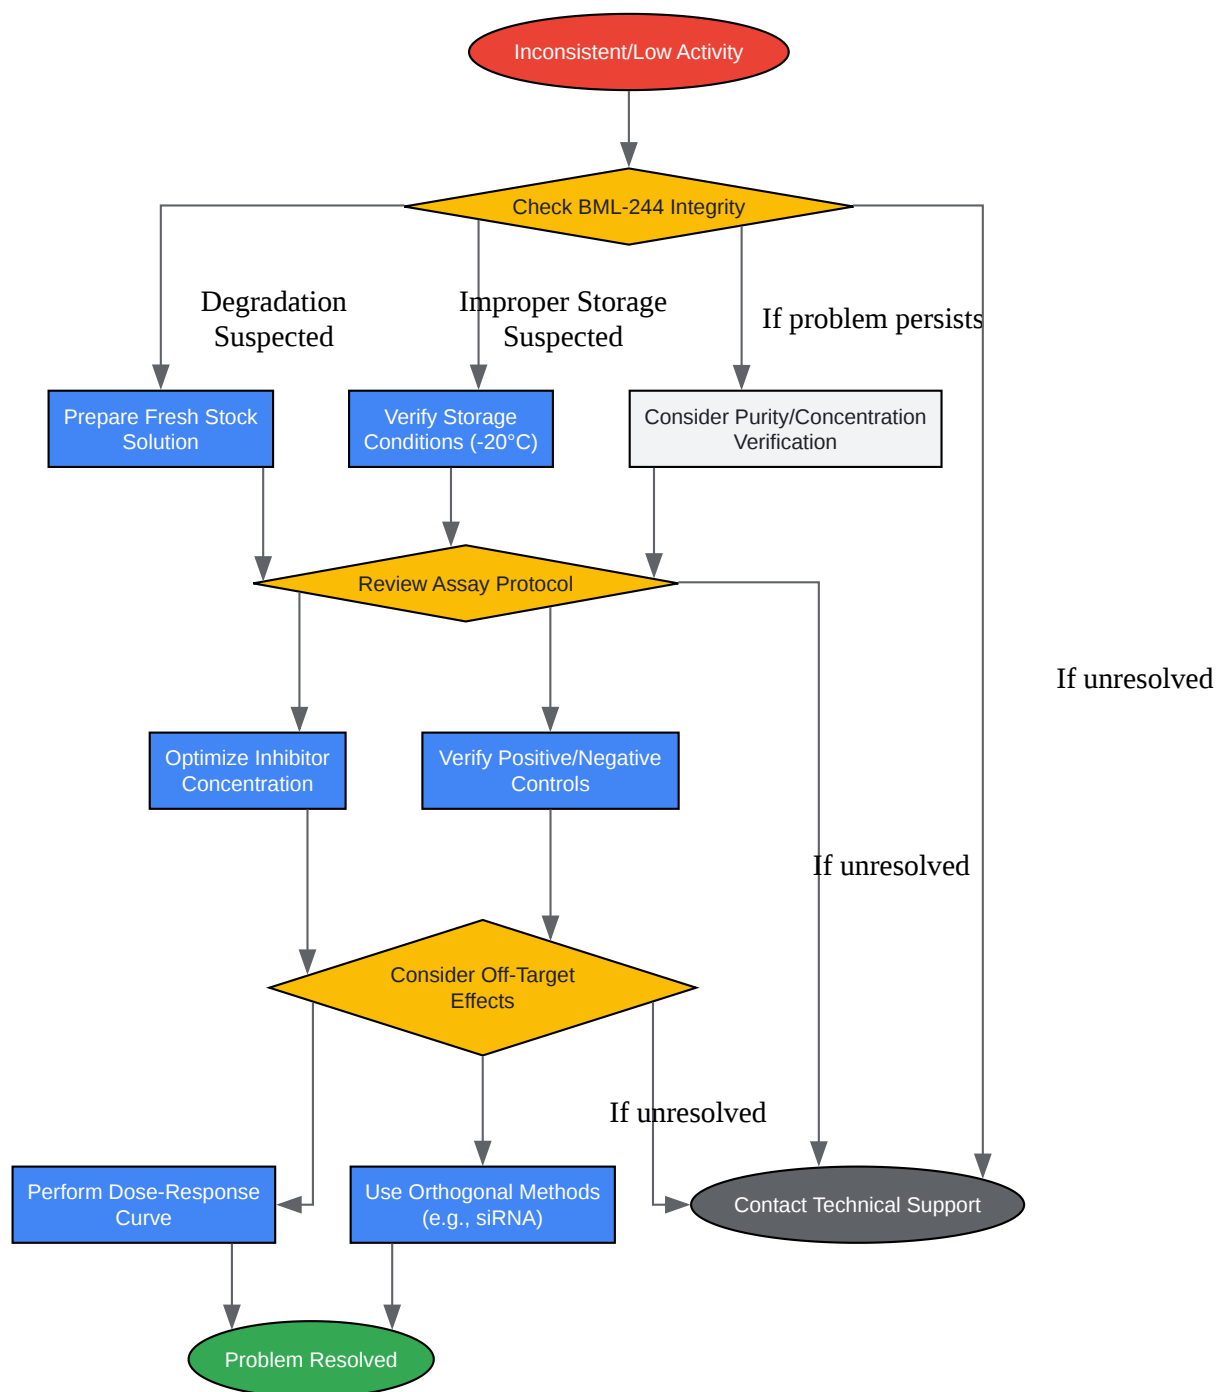 Inconsistent/Low Activity
Check BML-244 Integrity
Degradation
Suspected
Improper Storage
Suspected
If problem persists
Prepare Fresh Stock
Solution
Verify Storage
Conditions (-20°C)
Consider Purity/Concentration
Verification
Review Assay Protocol
If unresolved
Optimize Inhibitor
Concentration
Verify Positive/Negative
Controls
If unresolved
Consider Off-Target
Effects
If unresolved
Perform Dose-Response
Curve
Use Orthogonal Methods
(e.g., siRNA)
Contact Technical Support
Problem Resolved